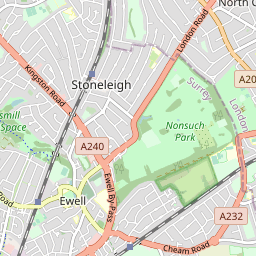 North C
London Road
Kingston Road
Stoneleigh
A20
Surrey
London
smill
Space
Nonsuch
Park
A240
Ewell By Pass
Ewell
A232
Cheam Road